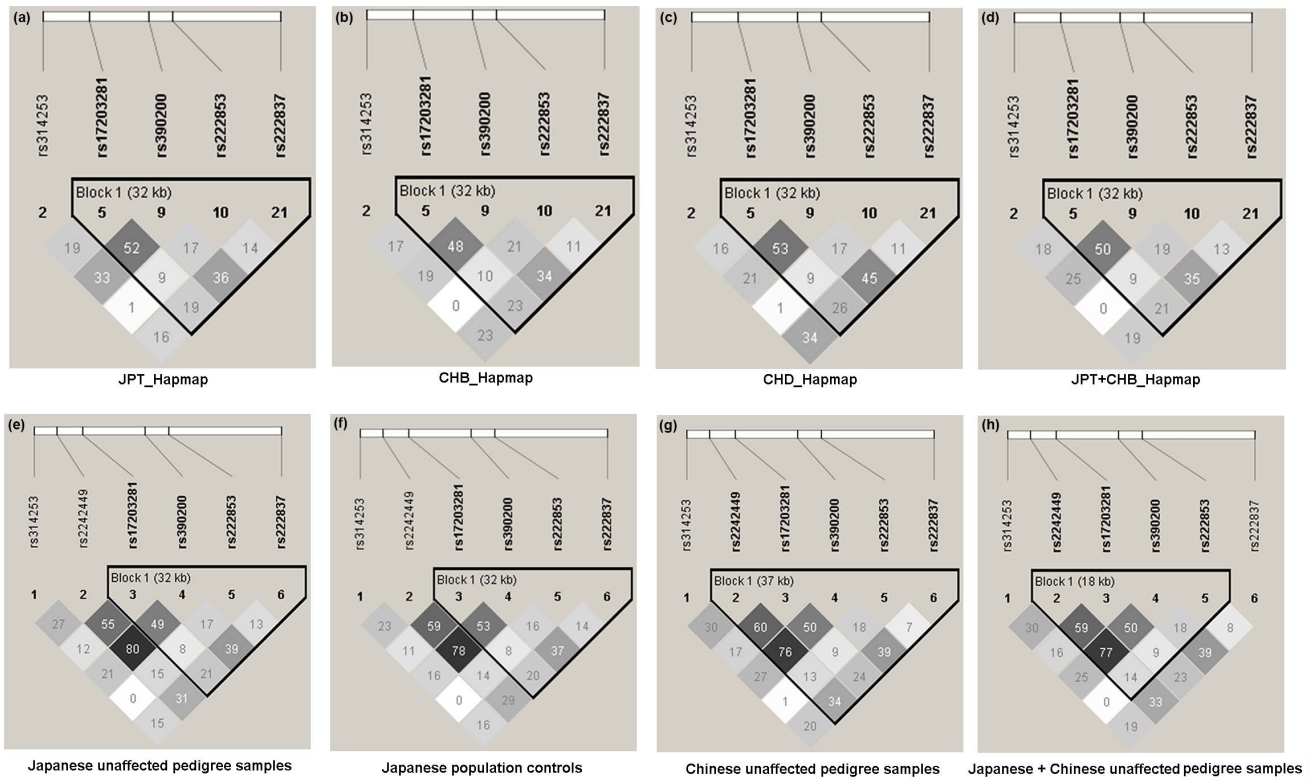 (a)
rs314253 rs17203281 rs390200 rs222853 rs222837
Block 1 (32 kb)
2 5 9 10 21
19 52 17 14
33 9 36
1 19
16
JPT_Hapmap
(b)
rs314253 rs17203281 rs390200 rs222853 rs222837
Block 1 (32 kb)
2 5 9 10 21
17 48 21 11
19 10 34
0 23
23
CHB_Hapmap
(c)
rs314253 rs17203281 rs390200 rs222853 rs222837
Block 1 (32 kb)
2 5 9 10 21
16 53 17 11
21 9 45
1 26
34
CHD_Hapmap
(d)
rs314253 rs17203281 rs390200 rs222853 rs222837
Block 1 (32 kb)
2 5 9 10 21
18 50 19 13
25 9 35
0 21
19
JPT+CHB_Hapmap
(e)
rs314253 rs2242449 rs17203281 rs390200 rs222853 rs222837
Block 1 (32 kb)
1 2 3 4 5 6
27 55 49 17 13
12 80 8 39
21 15 21
0 31
15
Japanese unaffected pedigree samples
(f)
rs314253 rs2242449 rs17203281 rs390200 rs222853 rs222837
Block 1 (32 kb)
1 2 3 4 5 6
23 59 53 16 14
11 78 8 37
16 14 20
0 29
16
Japanese population controls
(g)
rs314253 rs2242449 rs17203281 rs390200 rs222853 rs222837
Block 1 (37 kb)
1 2 3 4 5 6
30 60 50 18 7
17 76 9 39
27 13 24
1 34
20
Chinese unaffected pedigree samples
(h)
rs314253 rs2242449 rs17203281 rs390200 rs222853 rs222837
Block 1 (18 kb)
1 2 3 4 5 6
30 59 50 18 8
16 77 9 39
25 14 23
0 33
19
Japanese + Chinese unaffected pedigree samples